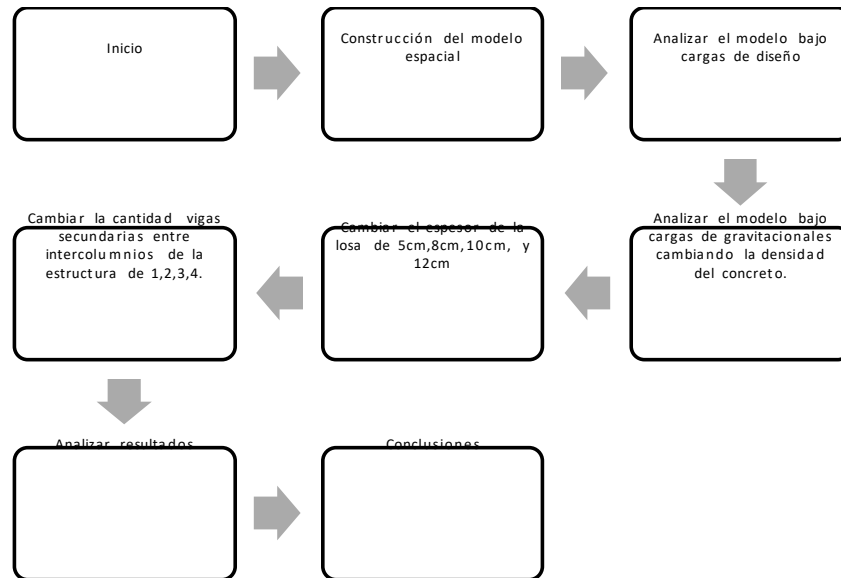 Inicio
Construcción del modelo
espacial
Analizar el modelo bajo
cargas de diseño
Analizar el modelo bajo
cargas de gravitacionales
cambiando la densidad
del concreto.
Cambiar el espesor de la
losa de 5cm,8cm,10cm, y
12cm
Cambiar la cantidad vigas
secundarias entre
intercolumnios de la
estructura de 1,2,3,4.
Analizar resultados
Conclusiones